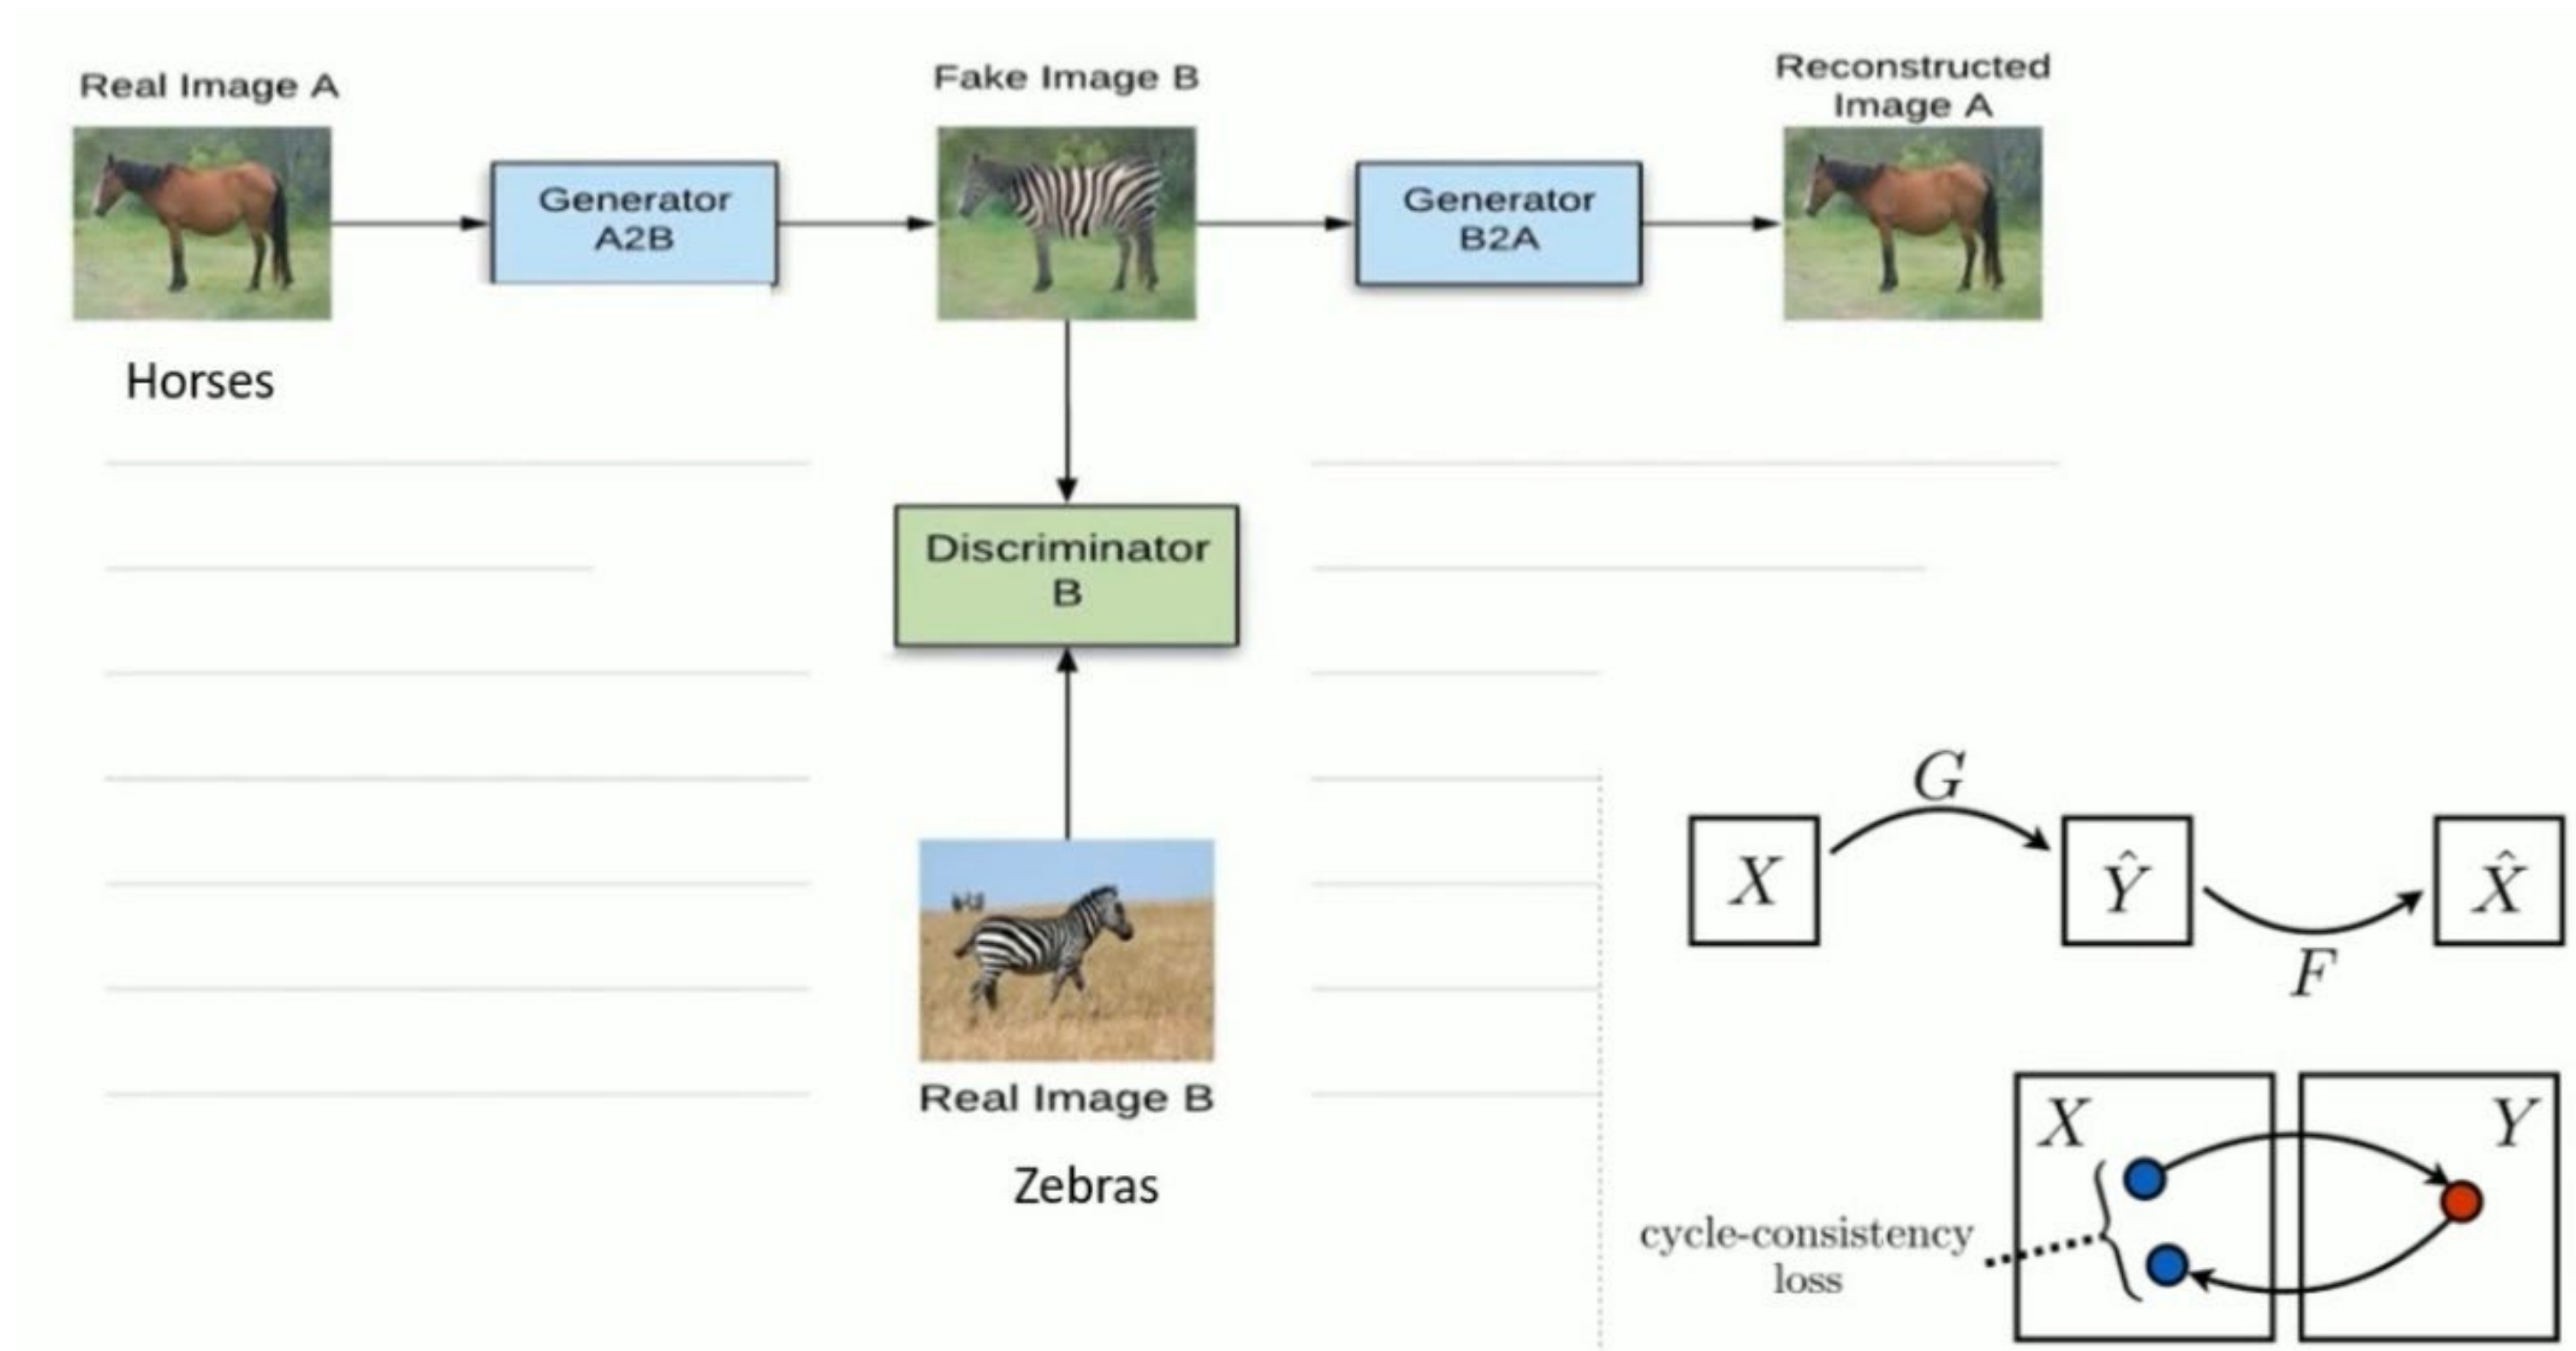 Real Image A
Fake Image B
Reconstructed
Image A
Generator
A2B
Generator
B2A
Horses
Discriminator
B
Real Image B
Zebras
G
X
Ŷ
X̂
F
X
Y
cycle-consistency
loss